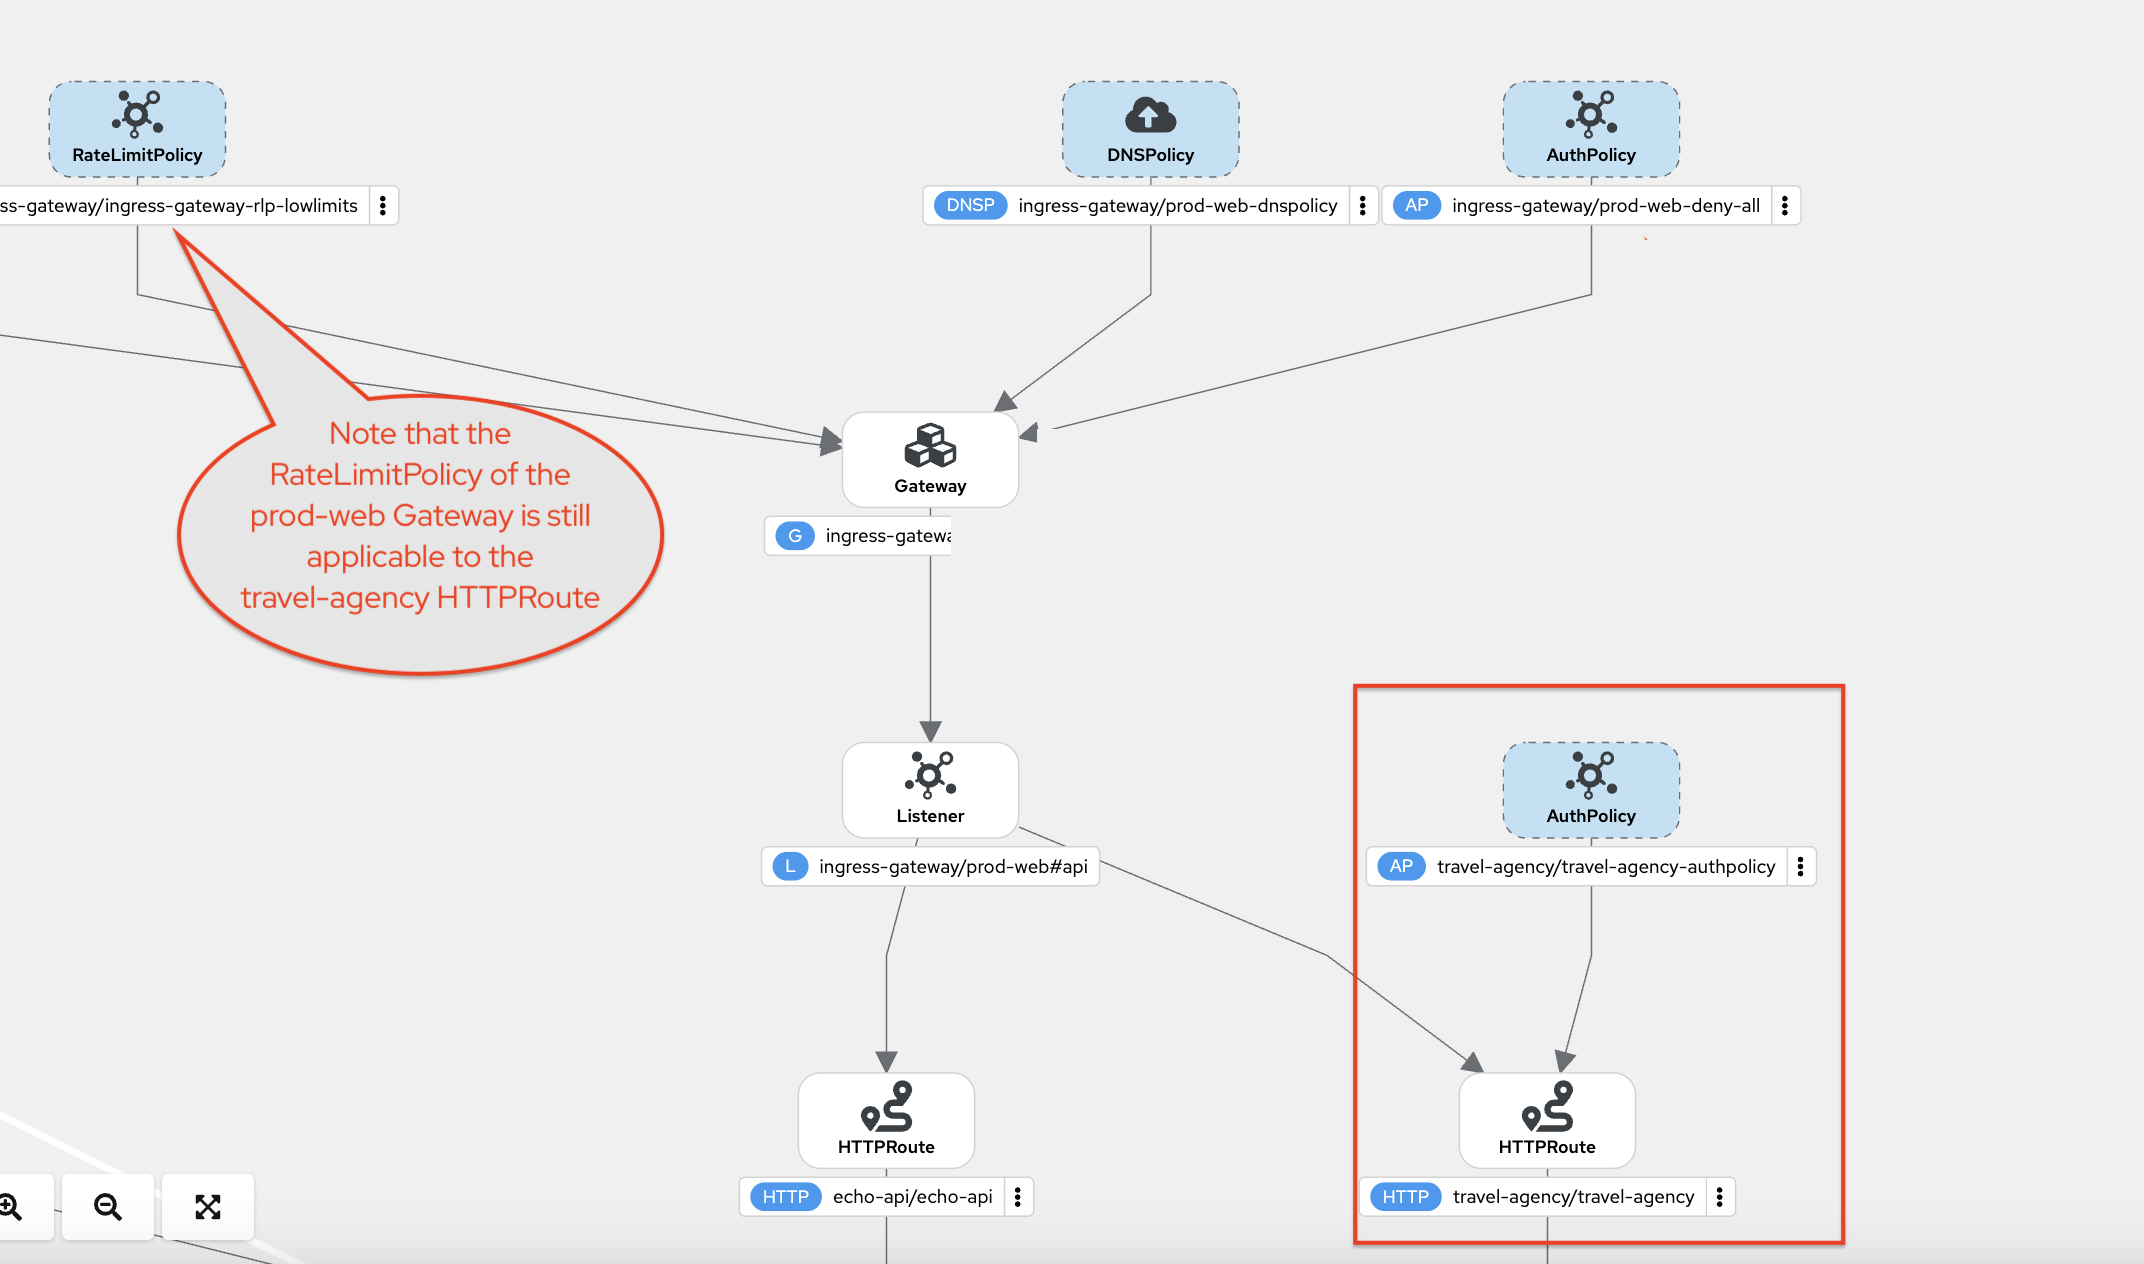 RateLimitPolicy
DNSPolicy
AuthPolicy
ss-gateway/ingress-gateway-rlp-lowlimits
DNSP ingress-gateway/prod-web-dnspolicy
AP ingress-gateway/prod-web-deny-all
Note that the
RateLimitPolicy of the
prod-web Gateway is still
applicable to the
travel-agency HTTPRoute
Gateway
G ingress-gatewa
Listener
L ingress-gateway/prod-web#api
AuthPolicy
AP travel-agency/travel-agency-authpolicy
HTTPRoute
HTTP echo-api/echo-api
HTTPRoute
HTTP travel-agency/travel-agency